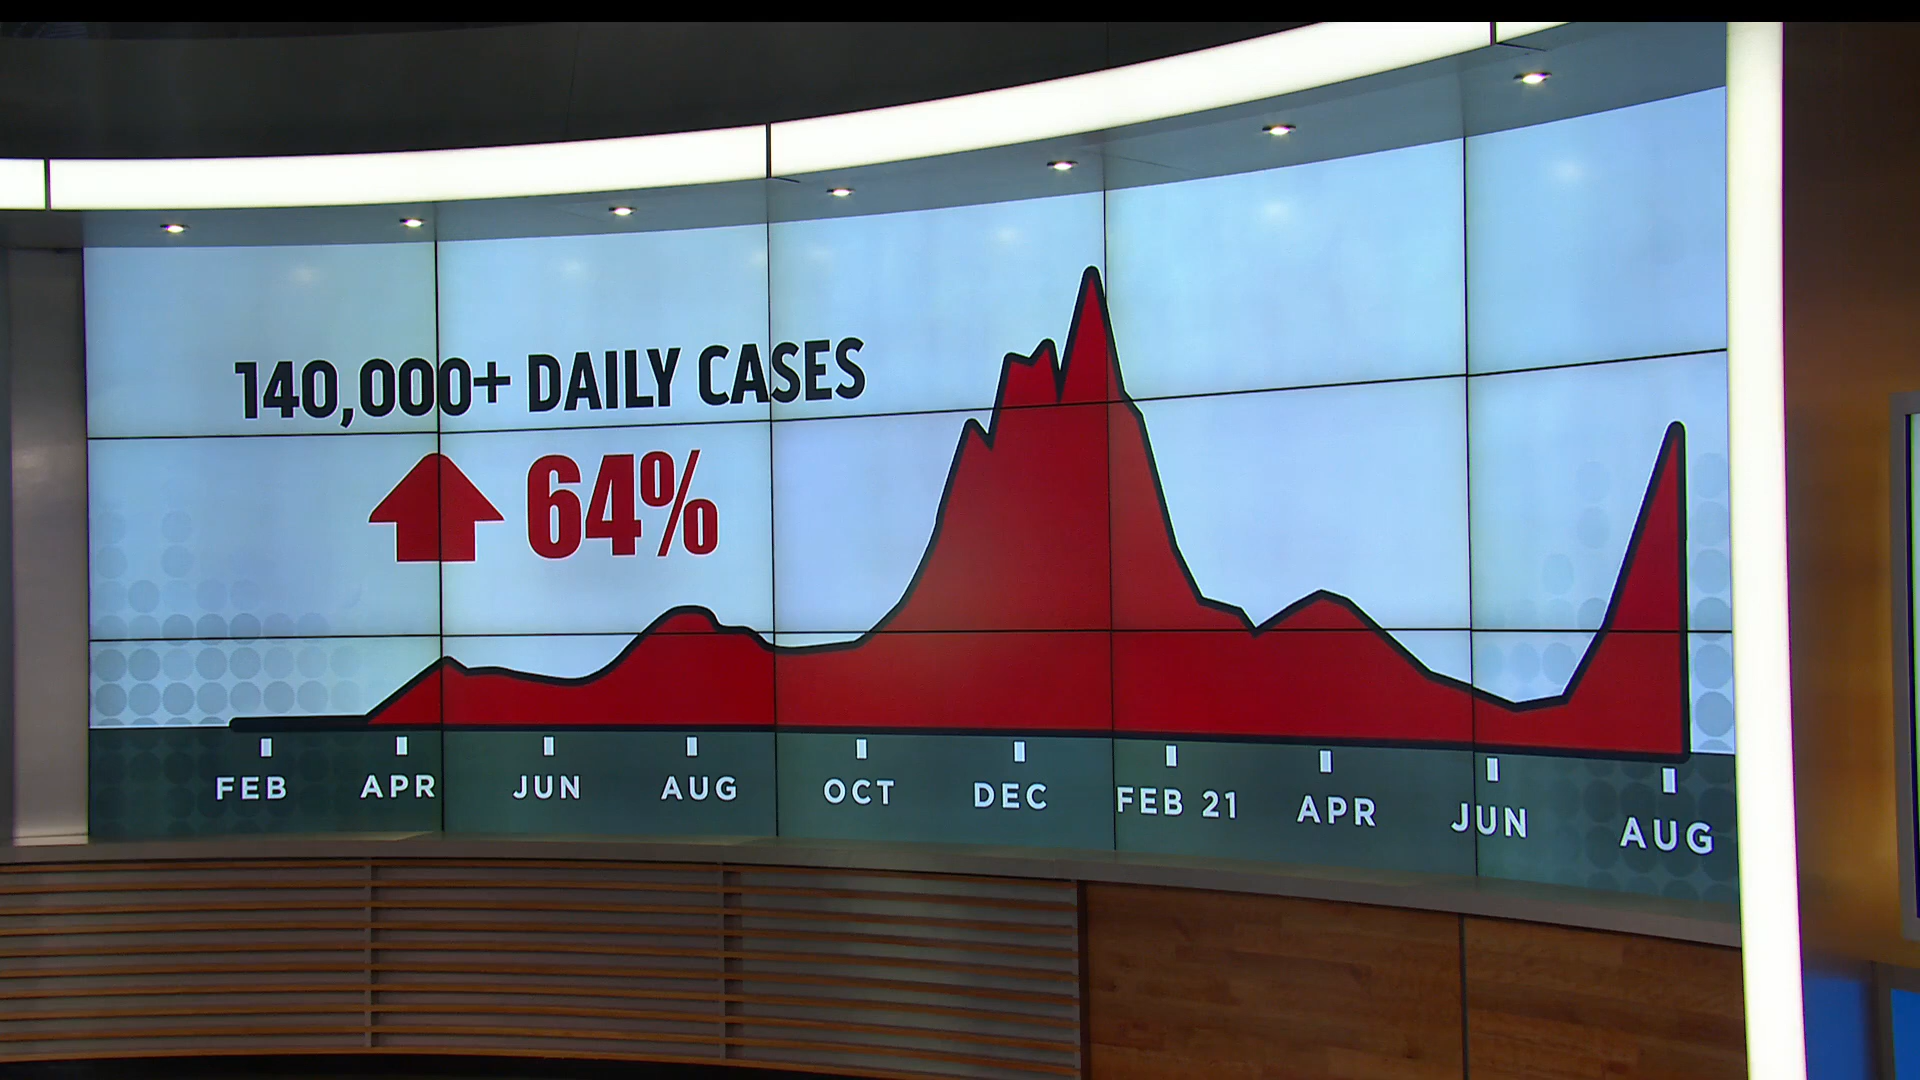 140,000+ DAILY CASES
64%
FEB APR JUN AUG OCT DEC FEB 21 APR JUN AUG